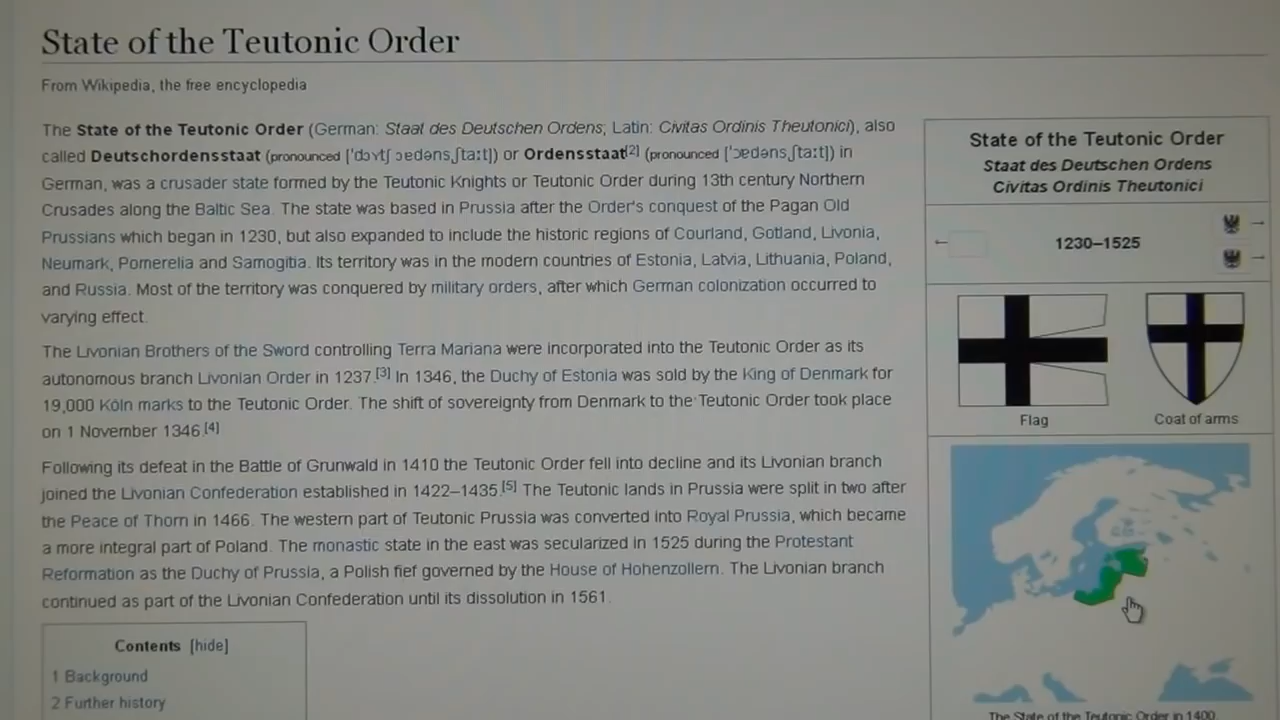 State of the Teutonic Order
From Wikipedia, the free encyclopedia
The State of the Teutonic Order (German: Staat des Deutschen Ordens; Latin: Civitas Ordinis Theutonici), also
called Deutschordensstaat (pronounced [ˈdɔʏtʃ ɔɐdənsˌʃtaːt]) or Ordensstaat[2] (pronounced [ˈɔɐdənsˌʃtaːt]) in
German, was a crusader state formed by the Teutonic Knights or Teutonic Order during 13th century Northern
Crusades along the Baltic Sea. The state was based in Prussia after the Order's conquest of the Pagan Old
Prussians which began in 1230, but also expanded to include the historic regions of Courland, Gotland, Livonia,
Neumark, Pomerelia and Samogitia. Its territory was in the modern countries of Estonia, Latvia, Lithuania, Poland,
and Russia. Most of the territory was conquered by military orders, after which German colonization occurred to
varying effect.
The Livonian Brothers of the Sword controlling Terra Mariana were incorporated into the Teutonic Order as its
autonomous branch Livonian Order in 1237.[3] In 1346, the Duchy of Estonia was sold by the King of Denmark for
19,000 Köln marks to the Teutonic Order. The shift of sovereignty from Denmark to the Teutonic Order took place
on 1 November 1346.[4]
Following its defeat in the Battle of Grunwald in 1410 the Teutonic Order fell into decline and its Livonian branch
joined the Livonian Confederation established in 1422–1435.[5] The Teutonic lands in Prussia were split in two after
the Peace of Thorn in 1466. The western part of Teutonic Prussia was converted into Royal Prussia, which became
a more integral part of Poland. The monastic state in the east was secularized in 1525 during the Protestant
Reformation as the Duchy of Prussia, a Polish fief governed by the House of Hohenzollern. The Livonian branch
continued as part of the Livonian Confederation until its dissolution in 1561.
Contents [hide]
1 Background
2 Further history
State of the Teutonic Order
Staat des Deutschen Ordens
Civitas Ordinis Theutonici
← 1230–1525 →
→
Flag Coat of arms
The State of the Teutonic Order in 1400